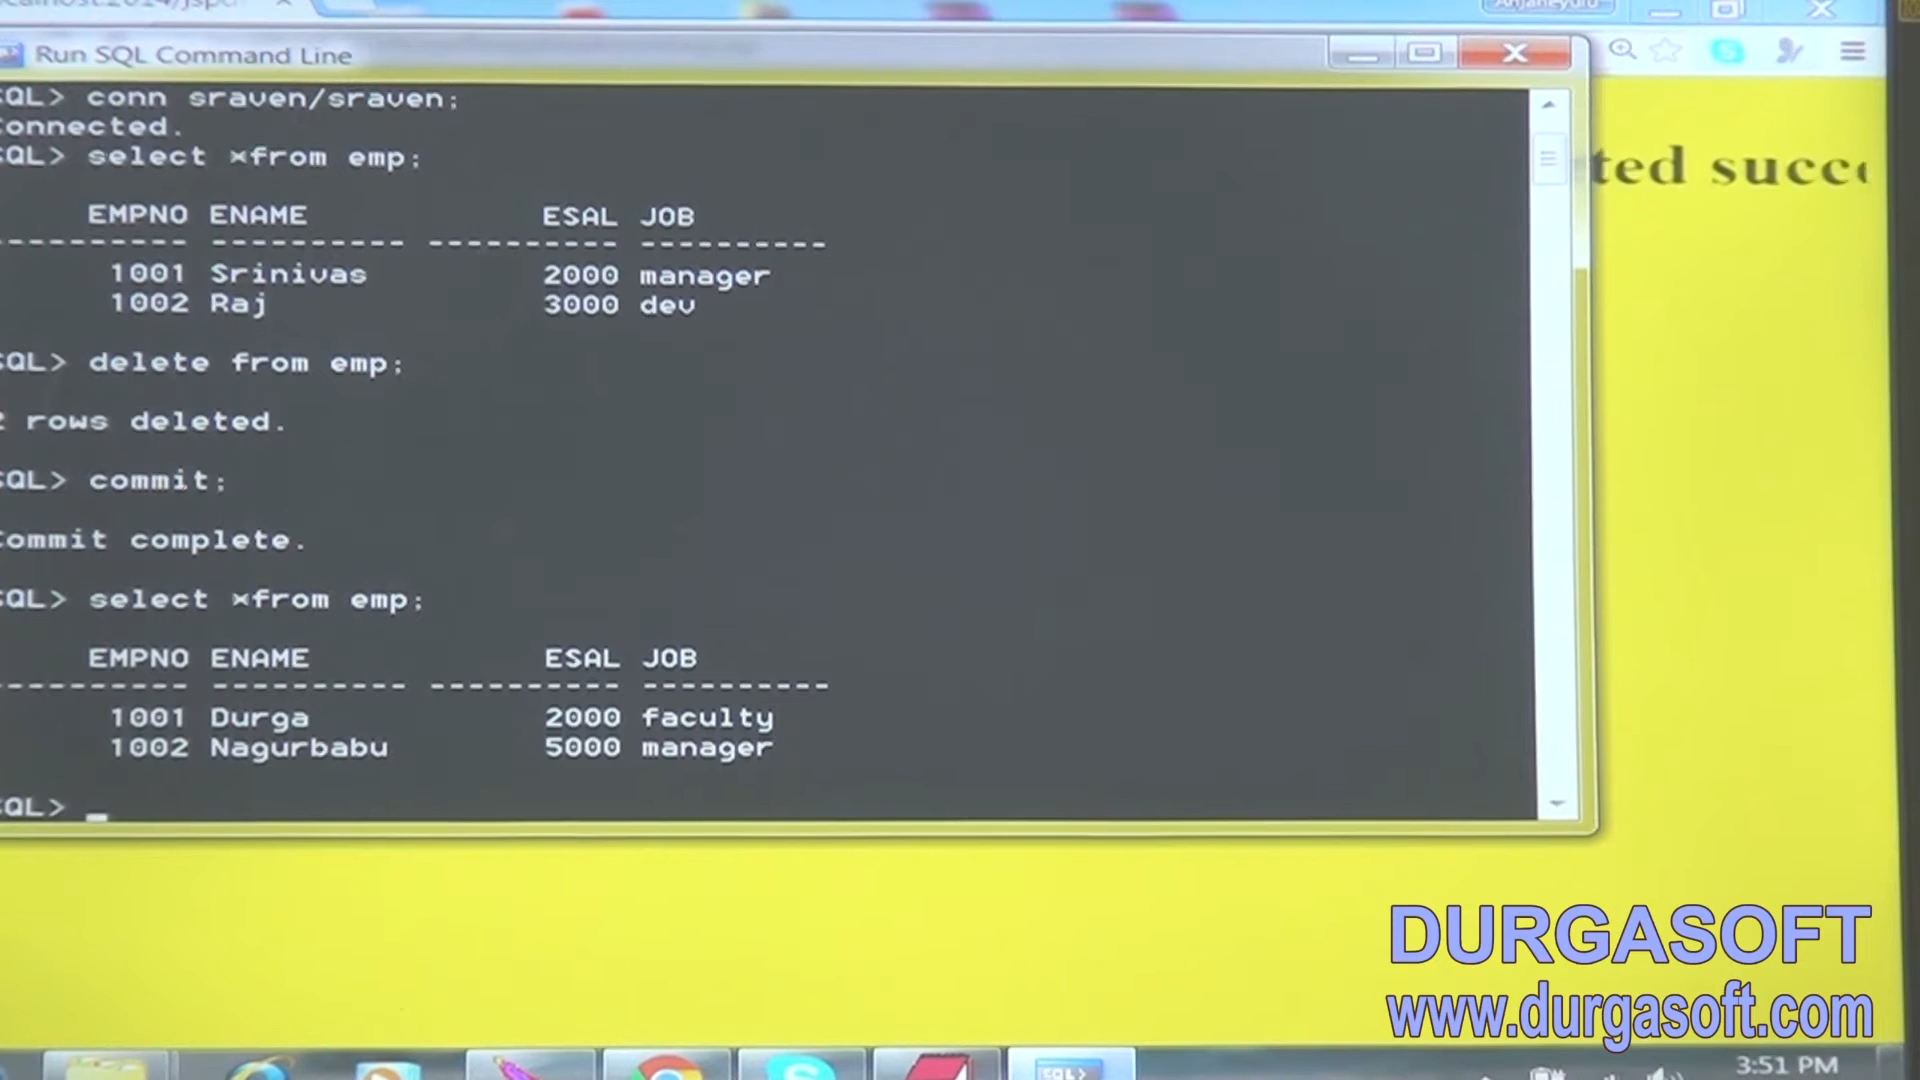 Anjaneyulu
Run SQL Command Line
SQL> conn sraven/sraven;
Connected.
SQL> select *from emp;
ted succe
EMPNO ENAME ESAL JOB
---------- ---------- ---------- ----------
1001 Srinivas 2000 manager
1002 Raj 3000 dev
SQL> delete from emp;
2 rows deleted.
SQL> commit;
Commit complete.
SQL> select *from emp;
EMPNO ENAME ESAL JOB
---------- ---------- ---------- ----------
1001 Durga 2000 faculty
1002 Nagurbabu 5000 manager
SQL>
DURGASOFT
www.durgasoft.com
SQL>
3:51 PM